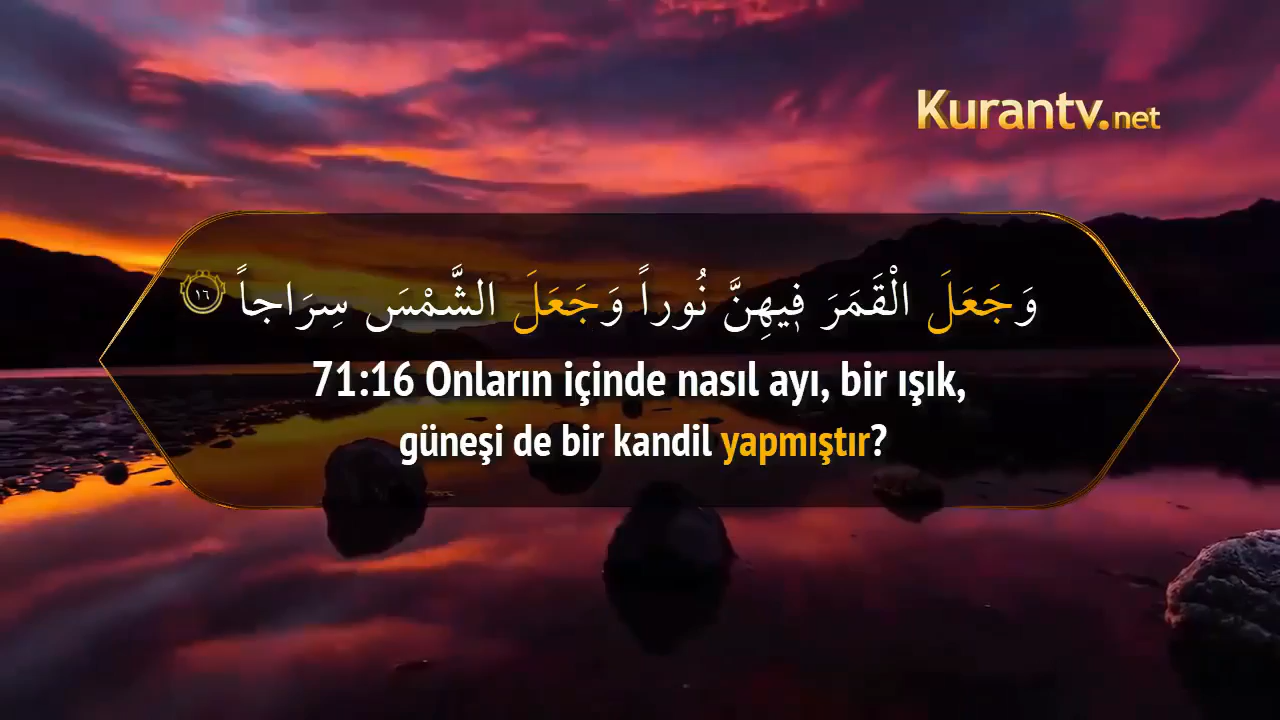 Kurantv.net
وَجَعَلَ الْقَمَرَ فٖيهِنَّ نُوراً وَجَعَلَ الشَّمْسَ سِرَاجاً ١٦
71:16 Onların içinde nasıl ayı, bir ışık,
güneşi de bir kandil yapmıştır?